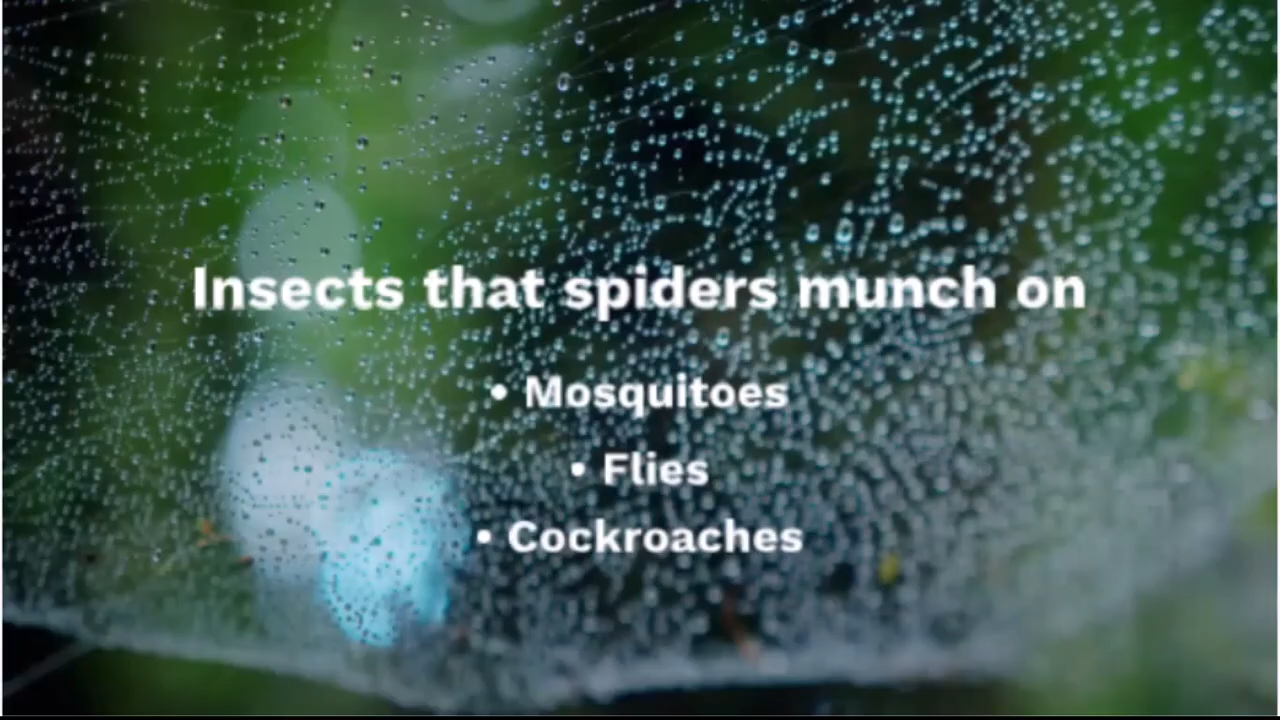 Insects that spiders munch on
• Mosquitoes
• Flies
• Cockroaches